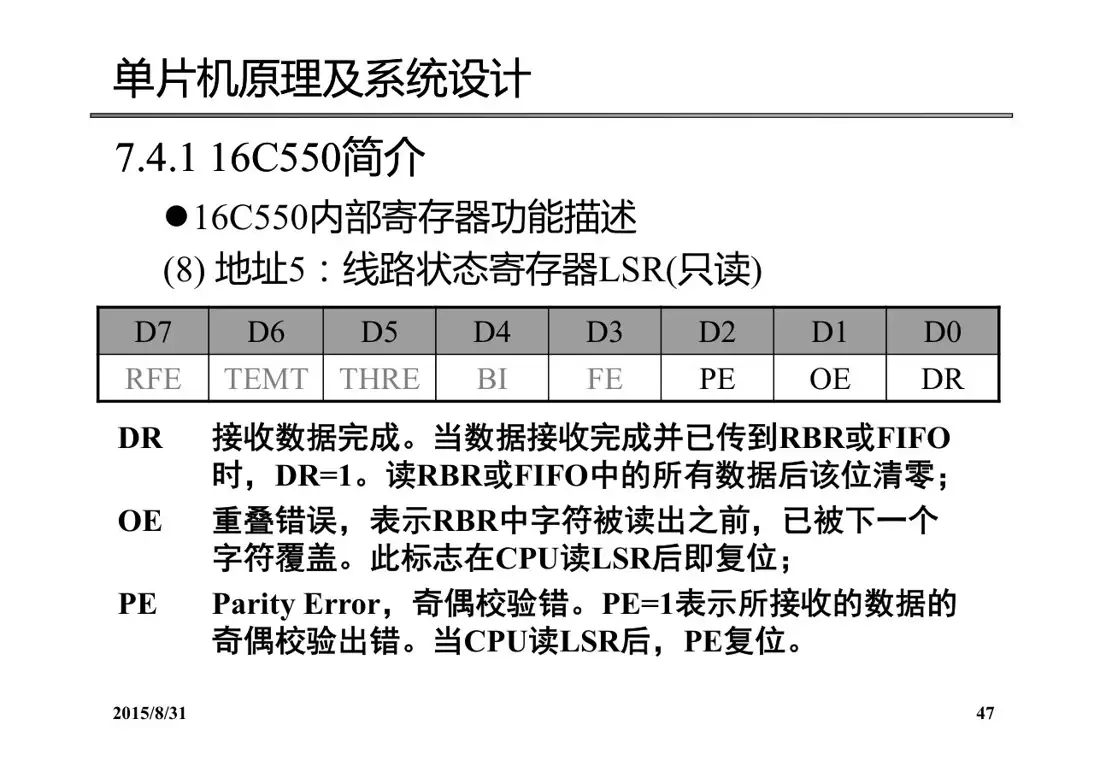 单片机原理及系统设计
7.4.1 16C550简介
●16C550内部寄存器功能描述
(8) 地址5：线路状态寄存器LSR(只读)
D7 D6 D5 D4 D3 D2 D1 D0
RFE TEMT THRE BI FE PE OE DR
DR 接收数据完成。当数据接收完成并已传到RBR或FIFO
时，DR=1。读RBR或FIFO中的所有数据后该位清零；
OE 重叠错误，表示RBR中字符被读出之前，已被下一个
字符覆盖。此标志在CPU读LSR后即复位；
PE Parity Error，奇偶校验错。PE=1表示所接收的数据的
奇偶校验出错。当CPU读LSR后，PE复位。
2015/8/31 47